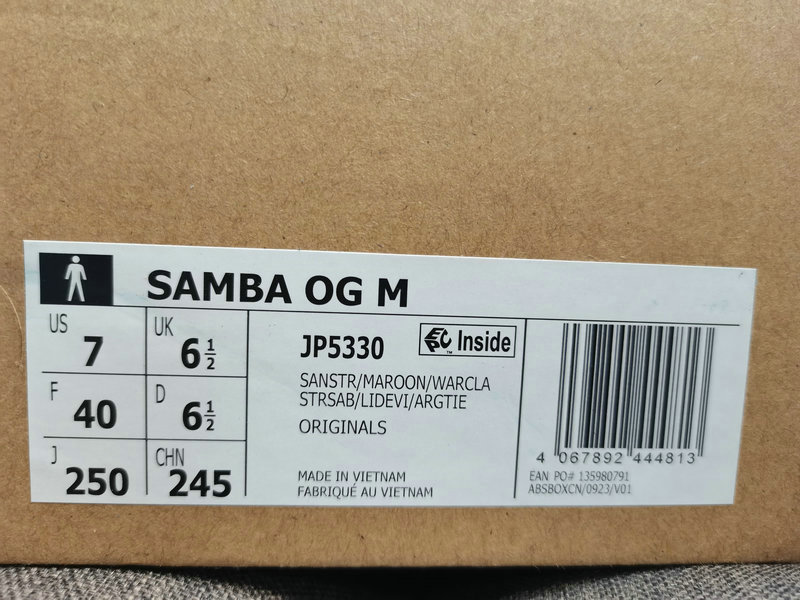 SAMBA OG M
US 7
UK 6 1/2
F 40
D 6 1/2
J 250
CHN 245
JP5330
EPC Inside
™
SANSTR/MAROON/WARCLA
STRSAB/LIDEVI/ARGTIE
ORIGINALS
MADE IN VIETNAM
FABRIQUÉ AU VIETNAM
4 067892 444813
EAN PO# 135980791
ABSBOXCN/0923/V01